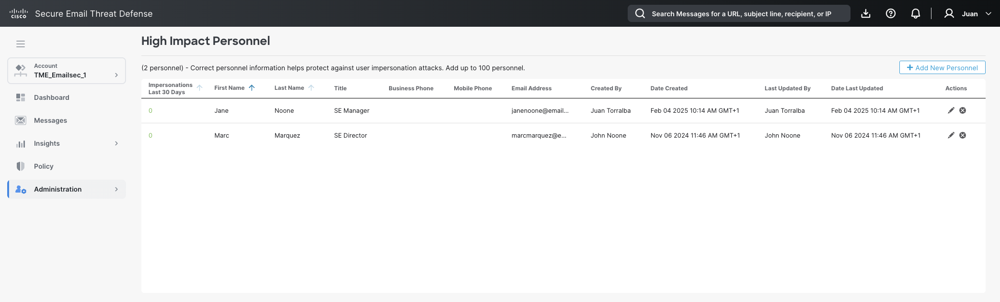 CISCO Secure Email Threat Defense
Search Messages for a URL, subject line, recipient, or IP
Juan
High Impact Personnel
Account
TME_Emailsec_1
Dashboard
Messages
Insights
Policy
Administration
(2 personnel) - Correct personnel information helps protect against user impersonation attacks. Add up to 100 personnel.
Add New Personnel
Impersonations Last 30 Days First Name Last Name Title Business Phone Mobile Phone Email Address Created By Date Created Last Updated By Date Last Updated Actions
0 Jane Noone SE Manager janenoone@email... Juan Torralba Feb 04 2025 10:14 AM GMT+1 Juan Torralba Feb 04 2025 10:14 AM GMT+1
0 Marc Marquez SE Director marcmarquez@e... John Noone Nov 06 2024 11:46 AM GMT+1 John Noone Nov 06 2024 11:46 AM GMT+1